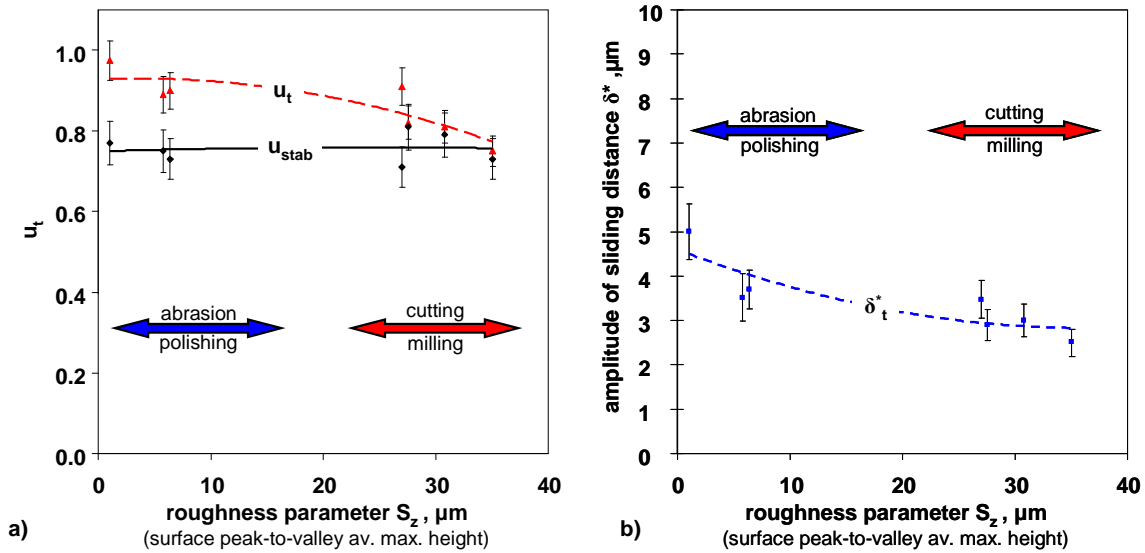 1.0
0.8
0.6
0.4
0.2
0.0
u_t
u_t
u_stab
abrasion
polishing
cutting
milling
0 10 20 30 40
roughness parameter S_z , µm
(surface peak-to-valley av. max. height)
a)
10
9
8
7
6
5
4
3
2
1
0
amplitude of sliding distance δ* ,µm
abrasion
polishing
cutting
milling
δ*_t
0 10 20 30 40
roughness parameter S_z , µm
(surface peak-to-valley av. max. height)
b)